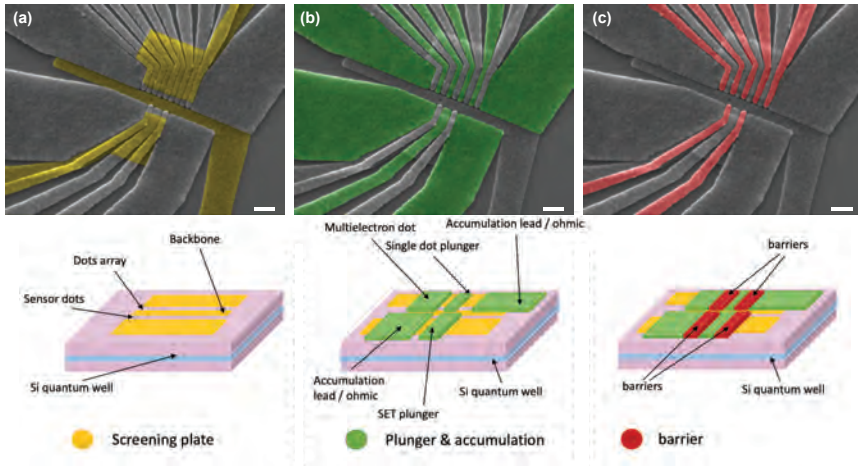 (a)
(b)
(c)
Backbone
Dots array
Sensor dots
Si quantum well
Screening plate
Multielectron dot
Accumulation lead / ohmic
Single dot plunger
Accumulation
lead / ohmic
Si quantum well
SET plunger
Plunger & accumulation
barriers
barriers
Si quantum well
barrier